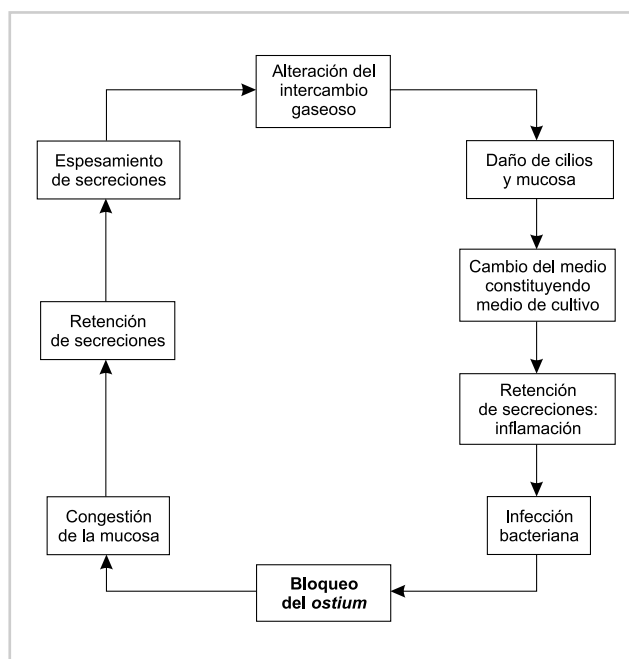 Alteración del
intercambio
gaseoso
Daño de cilios
y mucosa
Cambio del medio
constituyendo
medio de cultivo
Retención
de secreciones:
inflamación
Infección
bacteriana
Bloqueo
del ostium
Congestión
de la mucosa
Retención
de secreciones
Espesamiento
de secreciones